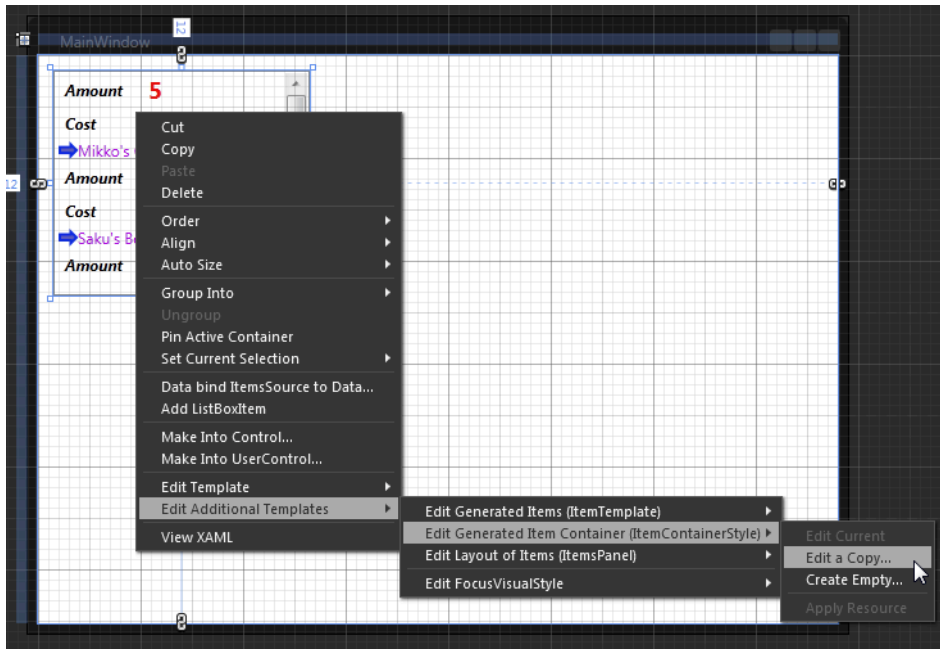 12
MainWindow
Amount 5
Cost
Mikko's
Amount
Cost
Saku's
Amount
12
Cut
Copy
Paste
Delete
Order
Align
Auto Size
Group Into
Ungroup
Pin Active Container
Set Current Selection
Data bind ItemsSource to Data...
Add ListBoxItem
Make Into Control...
Make Into UserControl...
Edit Template
Edit Additional Templates
View XAML
Edit Generated Items (ItemTemplate)
Edit Generated Item Container (ItemContainerStyle)
Edit Layout of Items (ItemsPanel)
Edit FocusVisualStyle
Edit Current
Edit a Copy...
Create Empty...
Apply Resource